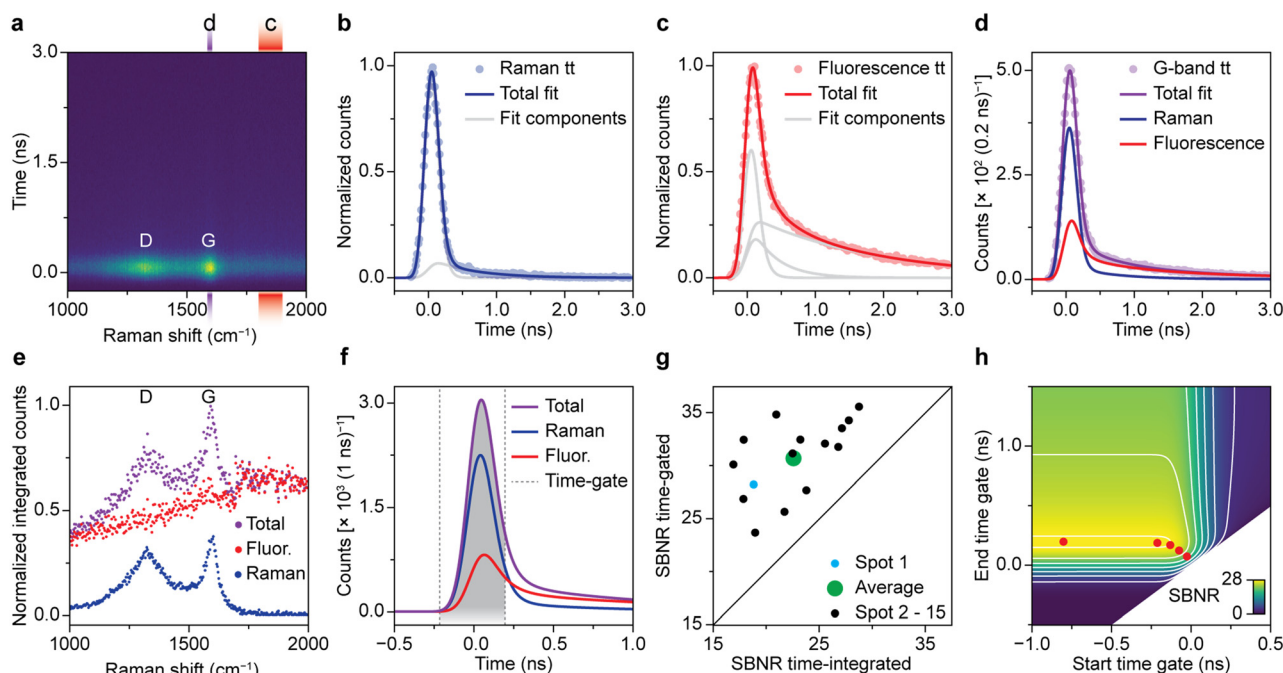 a
d
c
Time (ns)
3.0
1.5
0.0
D
G
1000
1500
2000
Raman shift (cm⁻¹)
b
Normalized counts
1.0
0.5
0.0
Raman tt
Total fit
Fit components
0.0
1.0
2.0
3.0
Time (ns)
c
Normalized counts
1.0
0.5
0.0
Fluorescence tt
Total fit
Fit components
0.0
1.0
2.0
3.0
Time (ns)
d
Counts [× 10² (0.2 ns)⁻¹]
5.0
2.5
0.0
G-band tt
Total fit
Raman
Fluorescence
0.0
1.0
2.0
3.0
Time (ns)
e
Normalized integrated counts
1.0
0.5
0.0
D
G
Total
Fluor.
Raman
1000
1500
2000
Raman shift (cm⁻¹)
f
Counts [× 10³ (1 ns)⁻¹]
3.0
1.5
0.0
Total
Raman
Fluor.
Time-gate
-0.5
0.0
0.5
1.0
Time (ns)
g
SBNR time-gated
35
25
15
Spot 1
Average
Spot 2 - 15
15
25
35
SBNR time-integrated
h
End time gate (ns)
1.0
0.0
28
0
SBNR
-1.0
-0.5
0.0
0.5
Start time gate (ns)